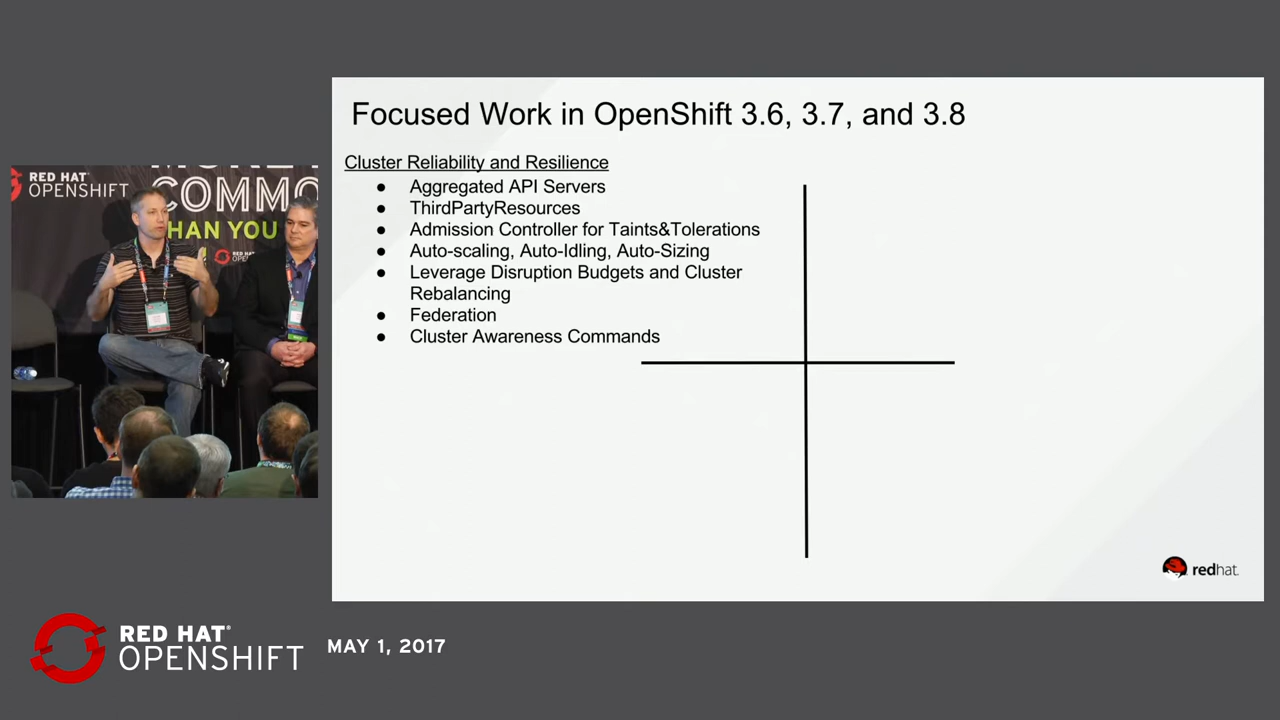 Focused Work in OpenShift 3.6, 3.7, and 3.8
Cluster Reliability and Resilience
● Aggregated API Servers
● ThirdPartyResources
● Admission Controller for Taints&Tolerations
● Auto-scaling, Auto-Idling, Auto-Sizing
● Leverage Disruption Budgets and Cluster
Rebalancing
● Federation
● Cluster Awareness Commands
redhat.
RED HAT
OPENSHIFT
COMMO
HAN YOU
RED HAT®
OPENSHIFT
MAY 1, 2017